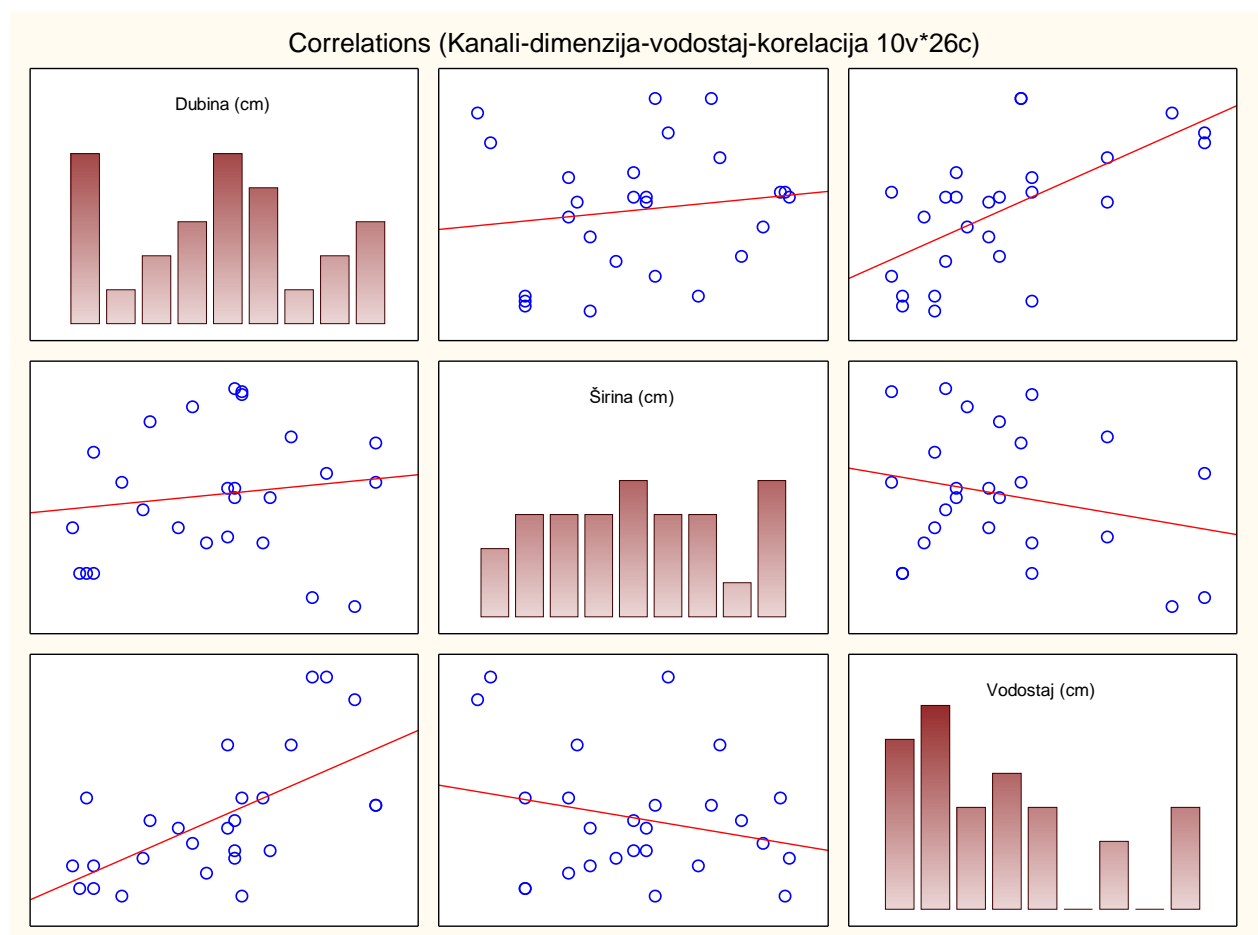 Correlations (Kanali-dimenzija-vodostaj-korelacija 10v*26c)
Dubina (cm)
Širina (cm)
Vodostaj (cm)